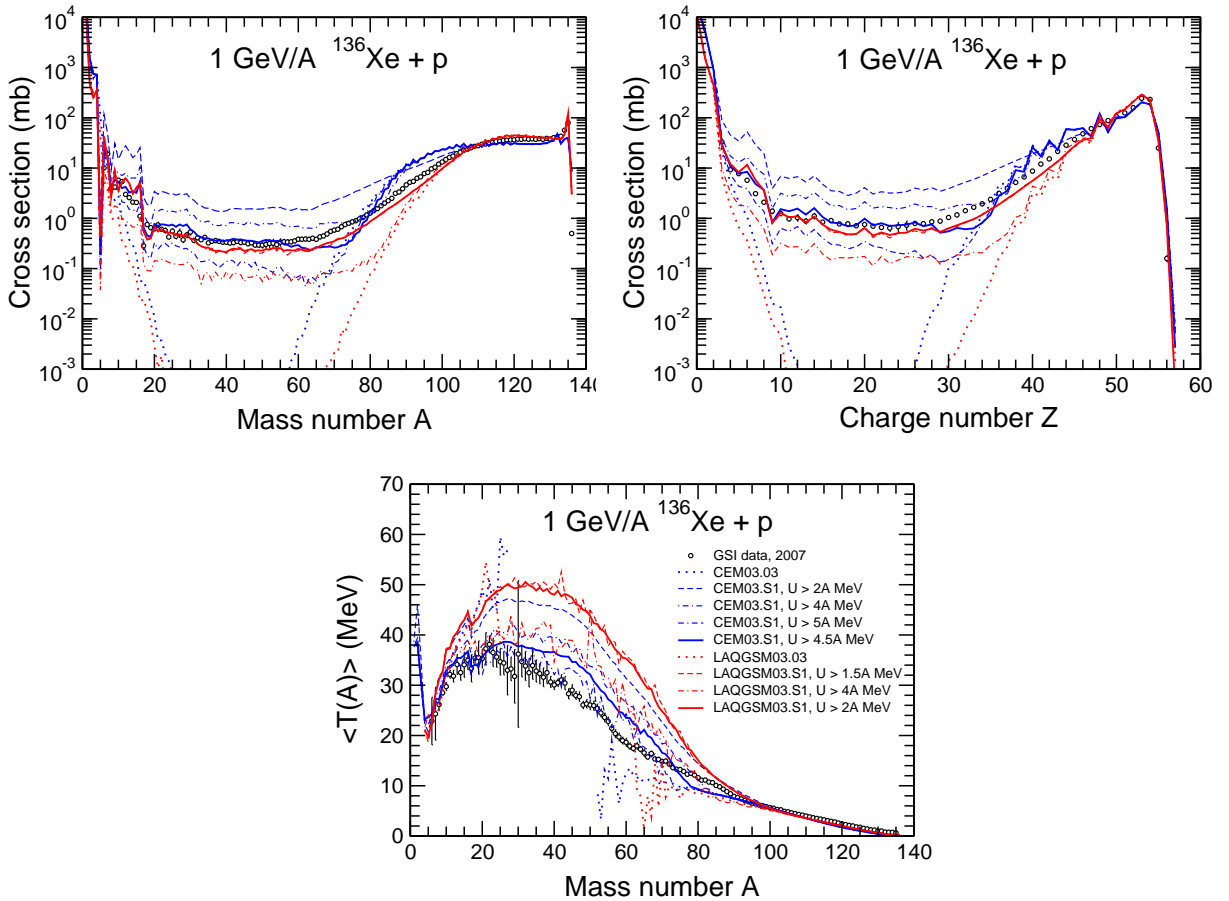 1 GeV/A ¹³⁶Xe + p
Cross section (mb)
10⁴
10³
10²
10¹
10⁰
10⁻¹
10⁻²
10⁻³
0 20 40 60 80 100 120 140
Mass number A
1 GeV/A ¹³⁶Xe + p
Cross section (mb)
10⁴
10³
10²
10¹
10⁰
10⁻¹
10⁻²
10⁻³
0 10 20 30 40 50 60
Charge number Z
1 GeV/A ¹³⁶Xe + p
<T(A)> (MeV)
70
60
50
40
30
20
10
0
GSI data, 2007
CEM03.03
CEM03.S1, U > 2A MeV
CEM03.S1, U > 4A MeV
CEM03.S1, U > 5A MeV
CEM03.S1, U > 4.5A MeV
LAQGSM03.03
LAQGSM03.S1, U > 1.5A MeV
LAQGSM03.S1, U > 4A MeV
LAQGSM03.S1, U > 2A MeV
0 20 40 60 80 100 120 140
Mass number A